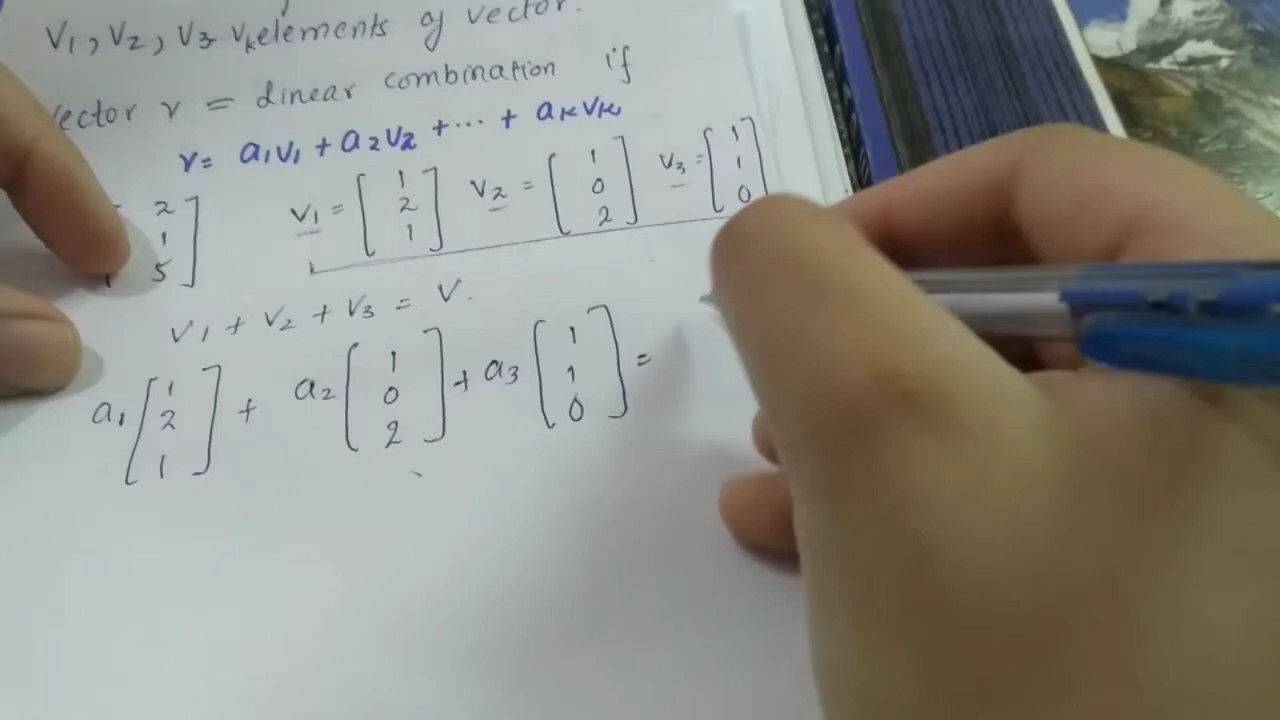 V1, V2, V3 Vk elements of vector.
vector v = linear combination if
v = a1v1 + a2v2 + ... + akvk
[2 1 5] v1 = [1 2 1] v2 = [1 0 2] v3 = [1 1 0]
V1 + V2 + V3 = V.
a1 [1 2 1] + a2 [1 0 2] + a3 [1 1 0] =